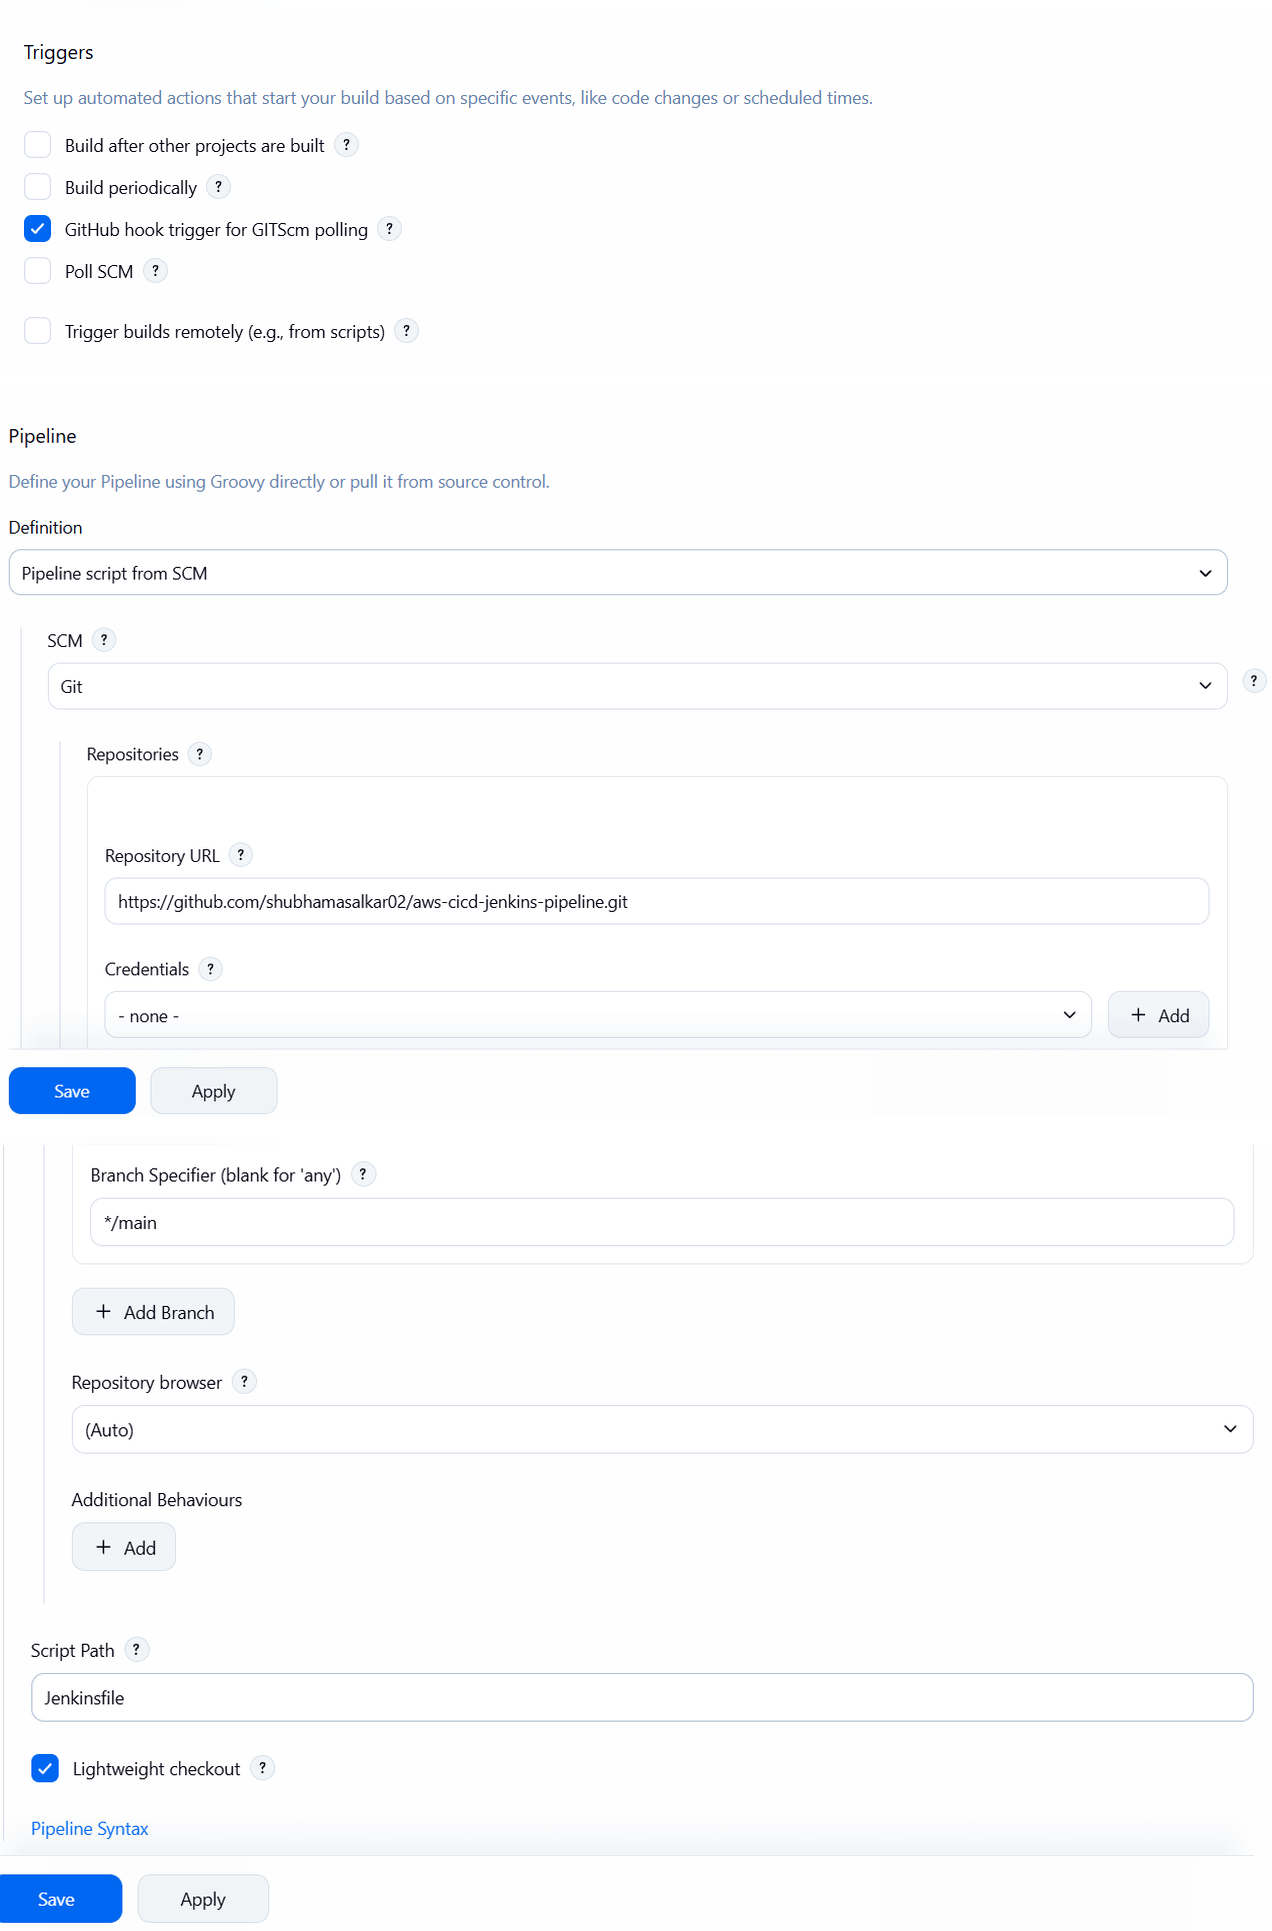 Triggers
Set up automated actions that start your build based on specific events, like code changes or scheduled times.
Build after other projects are built ?
Build periodically ?
GitHub hook trigger for GITScm polling ?
Poll SCM ?
Trigger builds remotely (e.g., from scripts) ?
Pipeline
Define your Pipeline using Groovy directly or pull it from source control.
Definition
Pipeline script from SCM
SCM ?
Git
?
Repositories ?
Repository URL ?
https://github.com/shubhamasalkar02/aws-cicd-jenkins-pipeline.git
Credentials ?
- none -
+ Add
Save Apply
Branch Specifier (blank for 'any') ?
*/main
+ Add Branch
Repository browser ?
(Auto)
Additional Behaviours
+ Add
Script Path ?
Jenkinsfile
Lightweight checkout ?
Pipeline Syntax
Save Apply